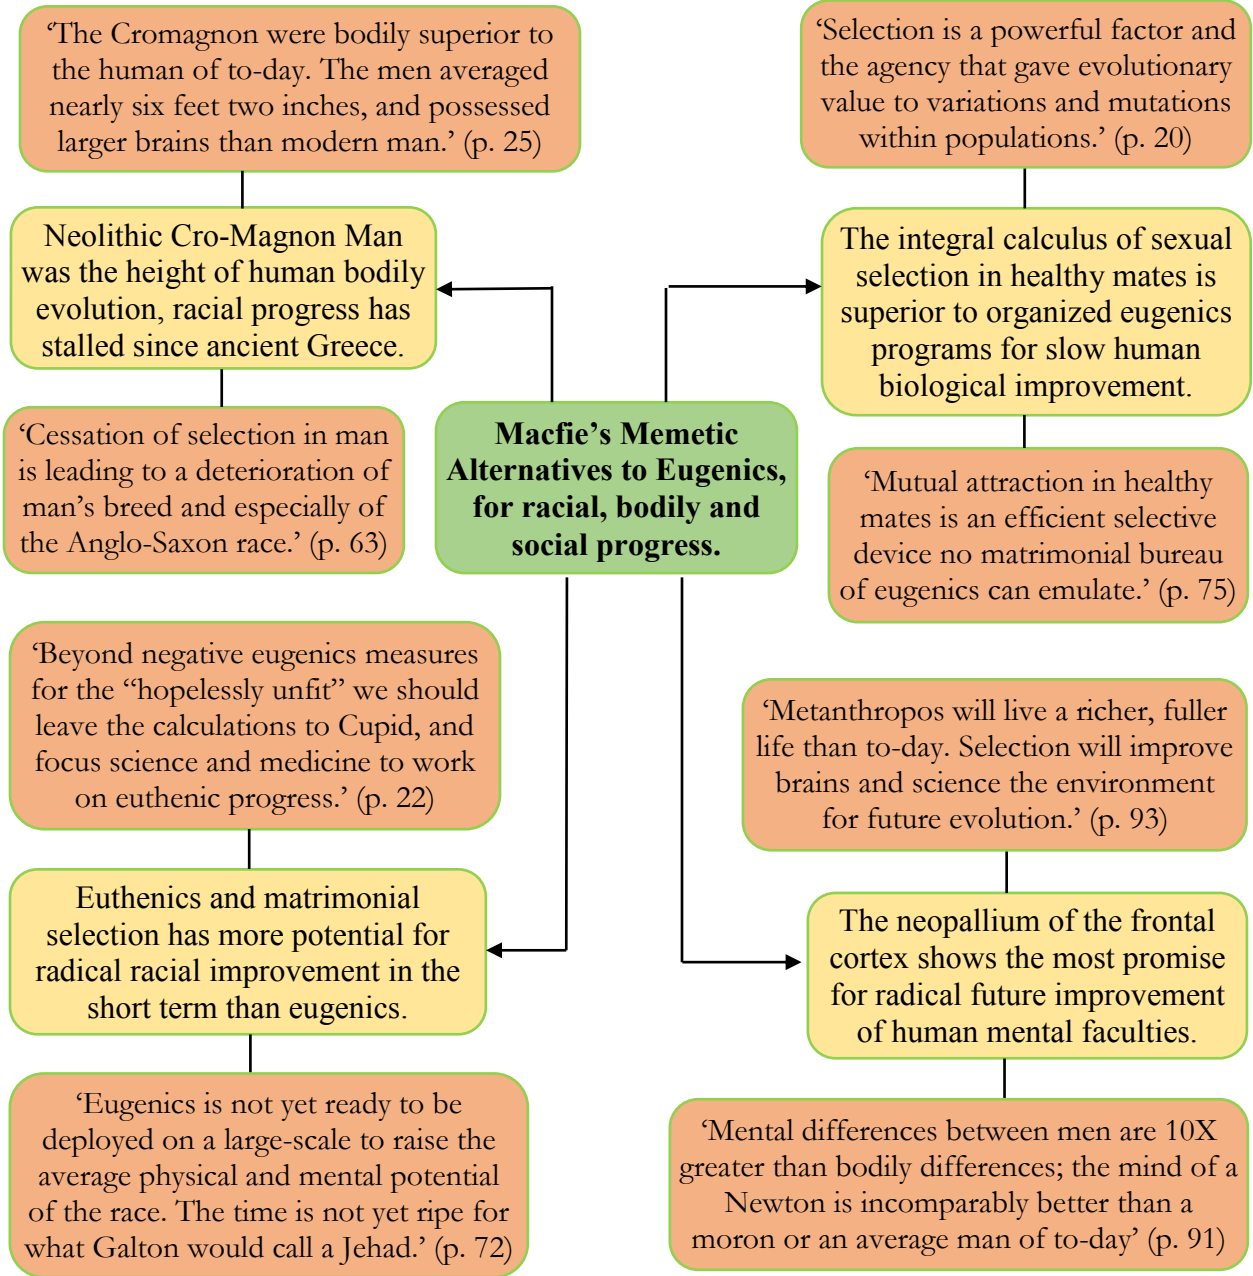 ‘The Cromagnon were bodily superior to
the human of to-day. The men averaged
nearly six feet two inches, and possessed
larger brains than modern man.’ (p. 25)
Neolithic Cro-Magnon Man
was the height of human bodily
evolution, racial progress has
stalled since ancient Greece.
‘Cessation of selection in man
is leading to a deterioration of
man’s breed and especially of
the Anglo-Saxon race.’ (p. 63)
‘Selection is a powerful factor and
the agency that gave evolutionary
value to variations and mutations
within populations.’ (p. 20)
The integral calculus of sexual
selection in healthy mates is
superior to organized eugenics
programs for slow human
biological improvement.
‘Mutual attraction in healthy
mates is an efficient selective
device no matrimonial bureau
of eugenics can emulate.’ (p. 75)
Macfie’s Memetic
Alternatives to Eugenics,
for racial, bodily and
social progress.
‘Beyond negative eugenics measures
for the “hopelessly unfit” we should
leave the calculations to Cupid, and
focus science and medicine to work
on euthenic progress.’ (p. 22)
Euthenics and matrimonial
selection has more potential for
radical racial improvement in the
short term than eugenics.
‘Eugenics is not yet ready to be
deployed on a large-scale to raise the
average physical and mental potential
of the race. The time is not yet ripe for
what Galton would call a Jehad.’ (p. 72)
‘Metanthropos will live a richer, fuller
life than to-day. Selection will improve
brains and science the environment
for future evolution.’ (p. 93)
The neopallium of the frontal
cortex shows the most promise
for radical future improvement
of human mental faculties.
‘Mental differences between men are 10X
greater than bodily differences; the mind of a
Newton is incomparably better than a
moron or an average man of to-day’ (p. 91)